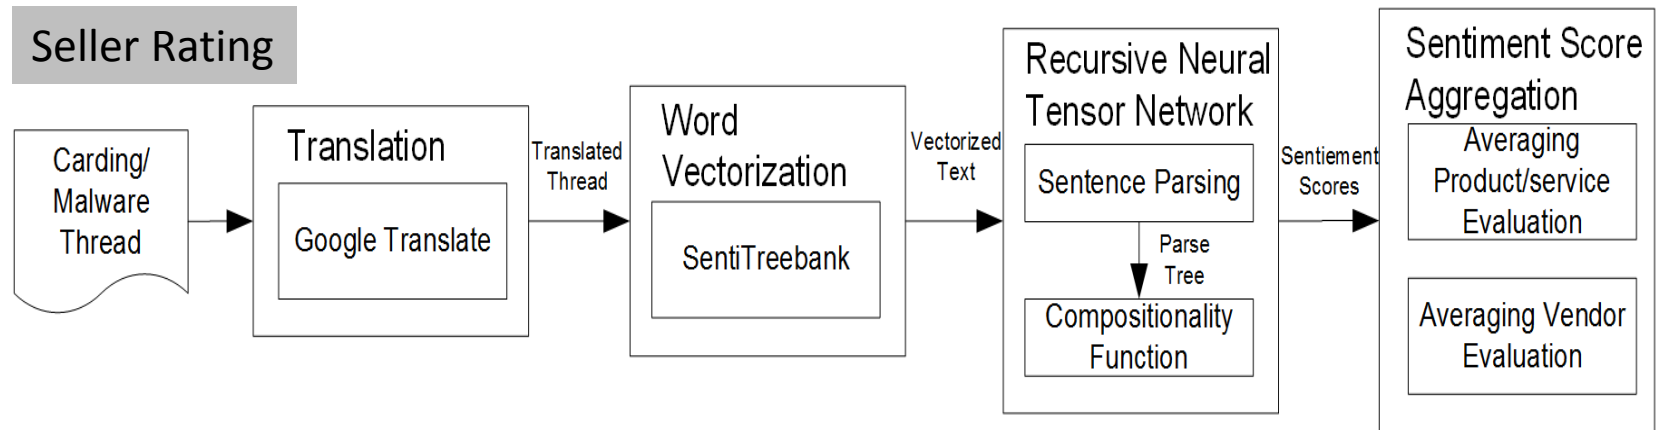 Seller Rating
Carding/
Malware
Thread
Translation
Google Translate
Translated
Thread
Word
Vectorization
SentiTreebank
Vectorized
Text
Recursive Neural
Tensor Network
Sentence Parsing
Parse
Tree
Compositionality
Function
Sentiement
Scores
Sentiment Score
Aggregation
Averaging
Product/service
Evaluation
Averaging Vendor
Evaluation